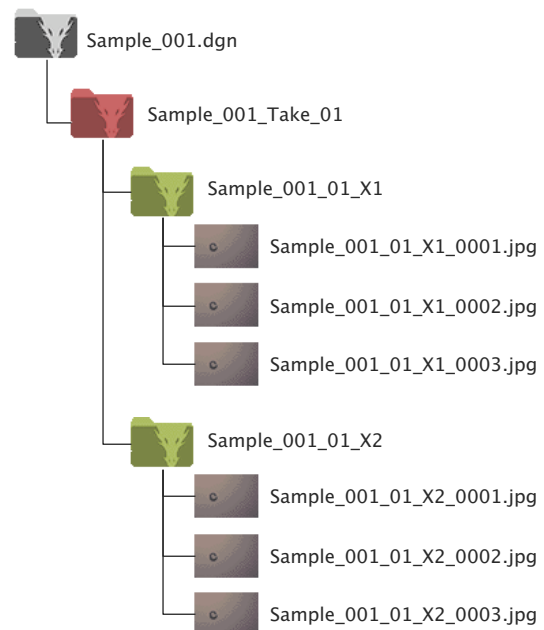 Sample_001.dgn
Sample_001_Take_01
Sample_001_01_X1
Sample_001_01_X1_0001.jpg
Sample_001_01_X1_0002.jpg
Sample_001_01_X1_0003.jpg
Sample_001_01_X2
Sample_001_01_X2_0001.jpg
Sample_001_01_X2_0002.jpg
Sample_001_01_X2_0003.jpg